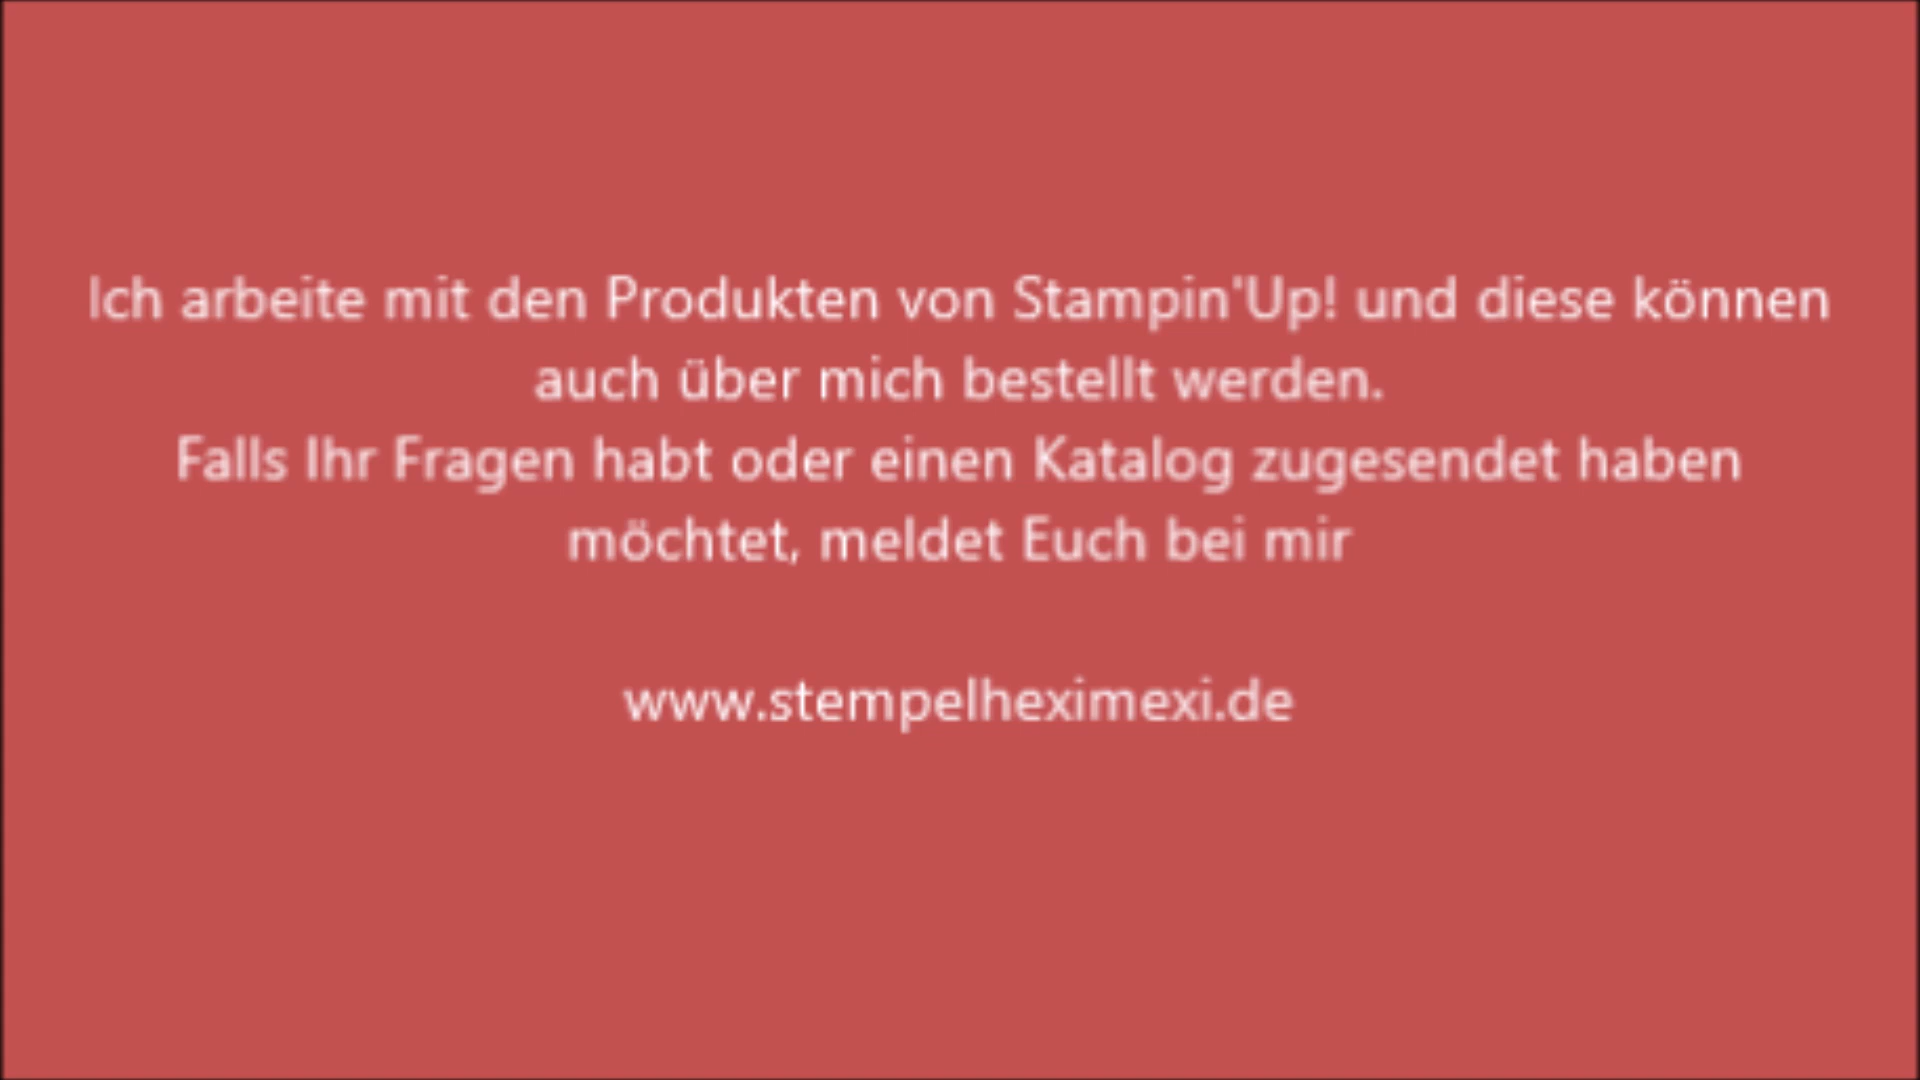 Ich arbeite mit den Produkten von Stampin'Up! und diese können
auch über mich bestellt werden.
Falls Ihr Fragen habt oder einen Katalog zugesendet haben
möchtet, meldet Euch bei mir
www.stempelheximexi.de